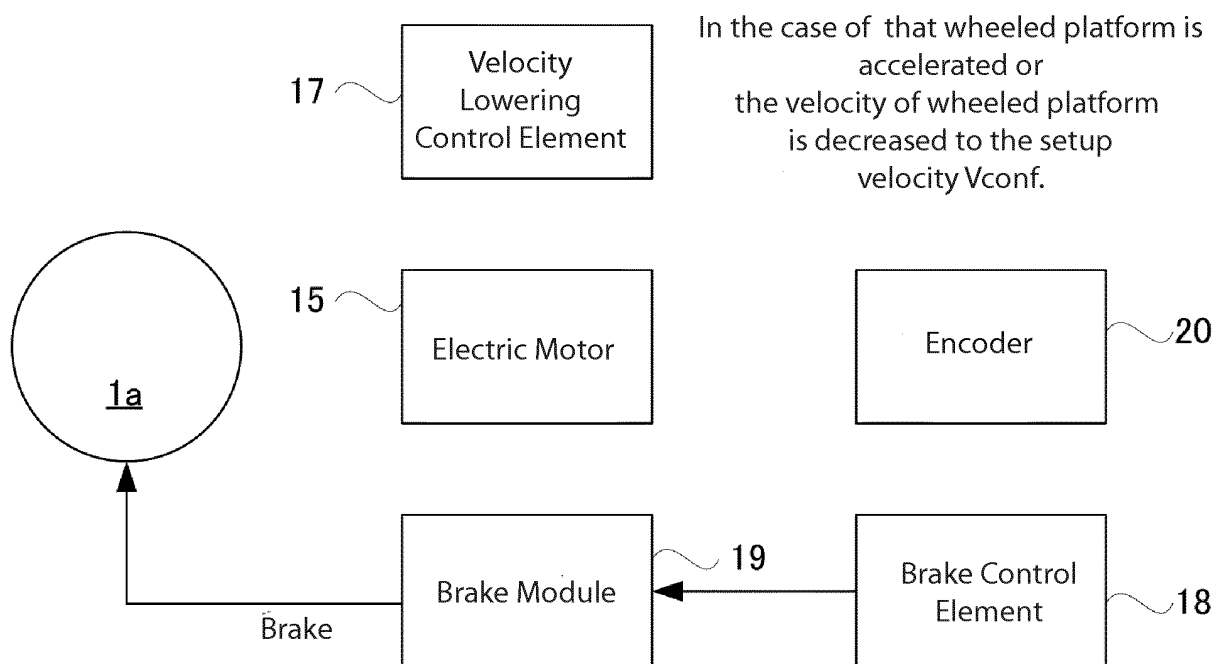 In the case of that wheeled platform is
accelerated or
the velocity of wheeled platform
is decreased to the setup
velocity Vconf.
17
Velocity
Lowering
Control Element
15
Electric Motor
Encoder
20
1a
19
Brake Module
Brake Control
Element
18
Brake